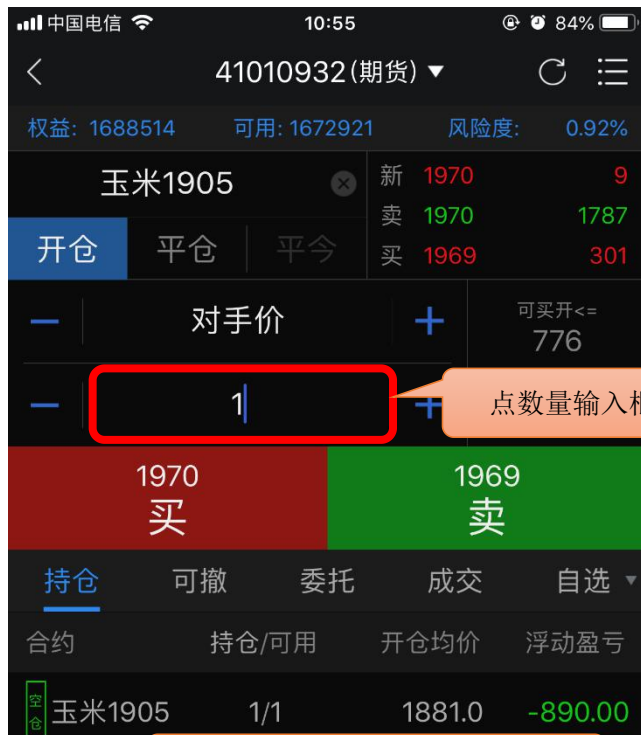 中国电信 10:55 84%
41010932(期货)▼
权益: 1688514 可用: 1672921 风险度: 0.92%
玉米1905
新 1970 9
卖 1970 1787
买 1969 301
开仓 平仓 平今
— 对手价 +
可买开<=
776
— 1 +
点数量输入
1970
买
1969
卖
持仓 可撤 委托 成交 自选 ▼
合约 持仓/可用 开仓均价 浮动盈亏
空仓 玉米1905 1/1 1881.0 -890.00